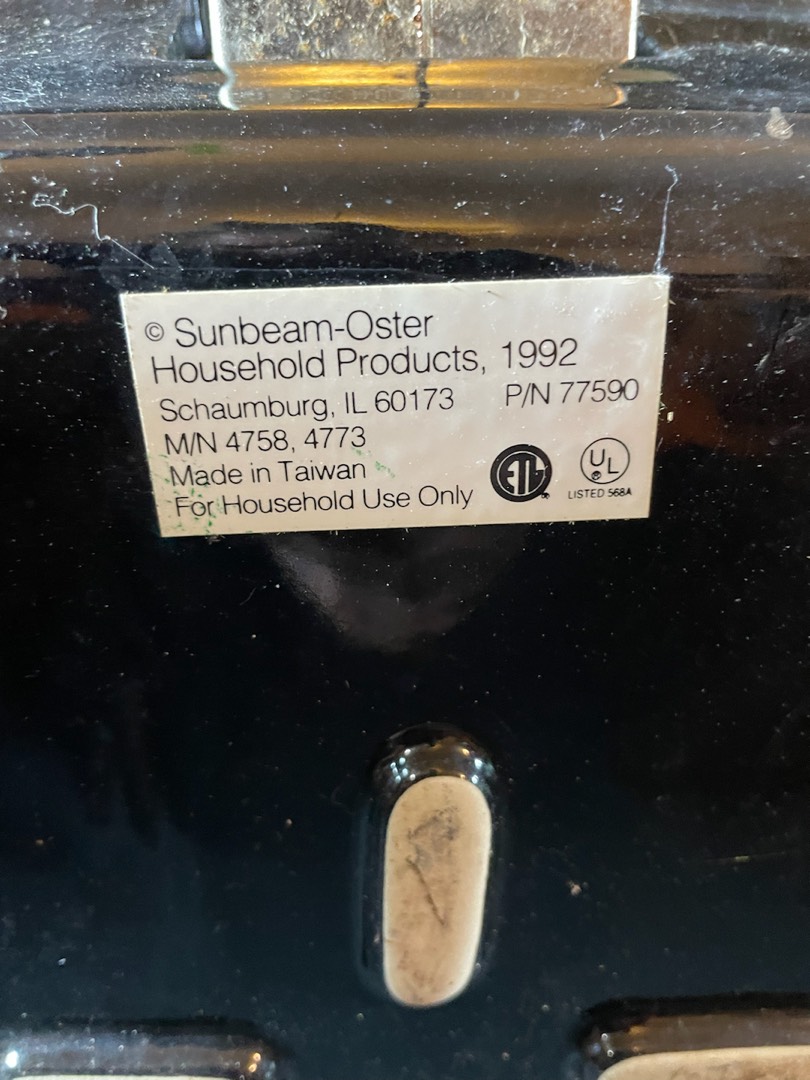 © Sunbeam-Oster
Household Products, 1992
Schaumburg, IL 60173 P/N 77590
M/N 4758, 4773
Made in Taiwan
For Household Use Only
ETL
UL
LISTED 568A